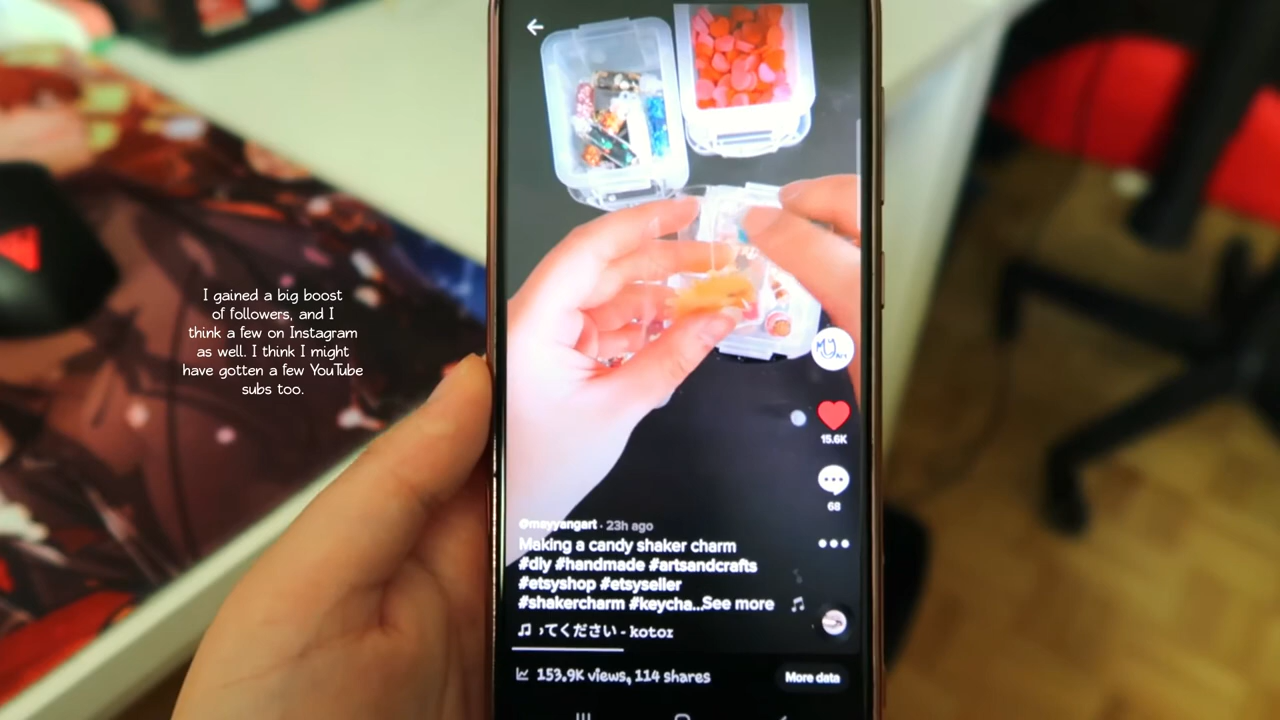 I gained a big boost
of followers, and I
think a few on Instagram
as well. I think I might
have gotten a few YouTube
subs too.
15.6K
68
@mayyangart · 23h ago
Making a candy shaker charm
#diy #handmade #artsandcrafts
#etsyshop #etsyseller
#shakercharm #keycha...See more
ってください - kotor
153.9K views, 114 shares
More data